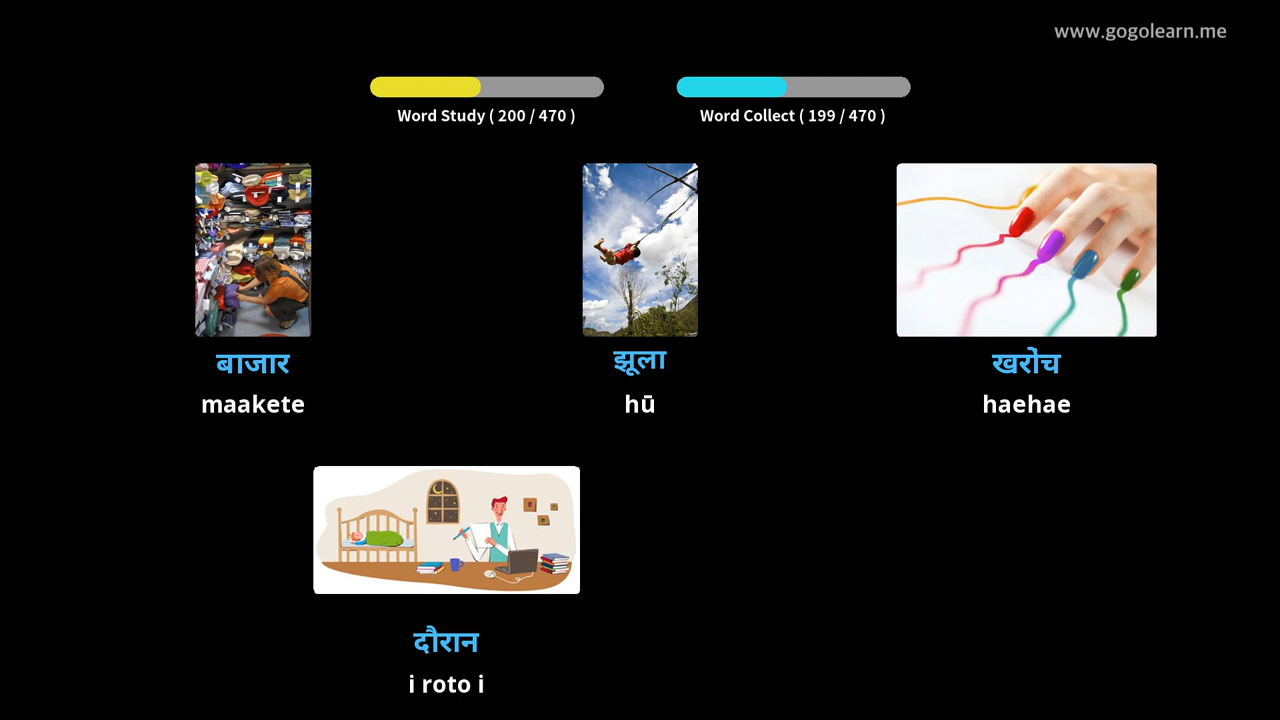 www.gogolearn.me
Word Study ( 200 / 470 )
Word Collect ( 199 / 470 )
बाजार
झूला
खरोंच
maakete
hū
haehae
दौरान
i roto i